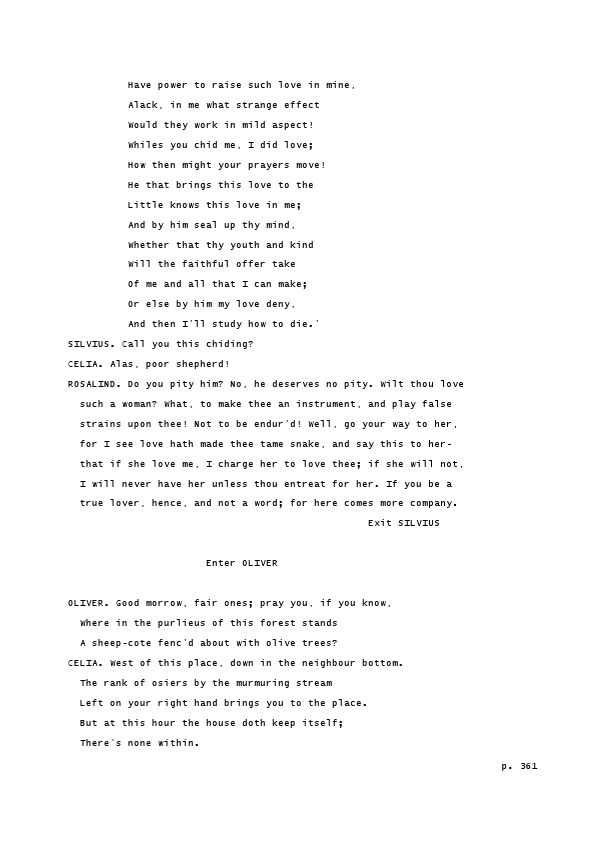 Have power to raise such love in mine,
Alack, in me what strange effect
Would they work in mild aspect!
Whiles you chid me, I did love;
How then might your prayers move!
He that brings this love to the
Little knows this love in me;
And by him seal up thy mind,
Whether that thy youth and kind
Will the faithful offer take
Of me and all that I can make;
Or else by him my love deny,
And then I'll study how to die.'
SILVIUS. Call you this chiding?
CELIA. Alas, poor shepherd!
ROSALIND. Do you pity him? No, he deserves no pity. Wilt thou love
such a woman? What, to make thee an instrument, and play false
strains upon thee! Not to be endur'd! Well, go your way to her,
for I see love hath made thee tame snake, and say this to her-
that if she love me, I charge her to love thee; if she will not,
I will never have her unless thou entreat for her. If you be a
true lover, hence, and not a word; for here comes more company.
Exit SILVIUS
Enter OLIVER
OLIVER. Good morrow, fair ones; pray you, if you know,
Where in the purlieus of this forest stands
A sheep-cote fenc'd about with olive trees?
CELIA. West of this place, down in the neighbour bottom.
The rank of osiers by the murmuring stream
Left on your right hand brings you to the place.
But at this hour the house doth keep itself;
There's none within.
p. 361